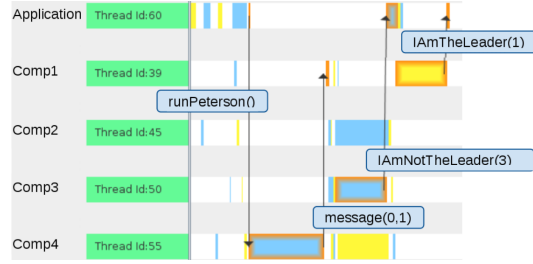 Application Thread Id:60
IAmTheLeader(1)
Comp1 Thread Id:39
runPeterson()
Comp2 Thread Id:45
IAmNotTheLeader(3)
Comp3 Thread Id:50
message(0,1)
Comp4 Thread Id:55